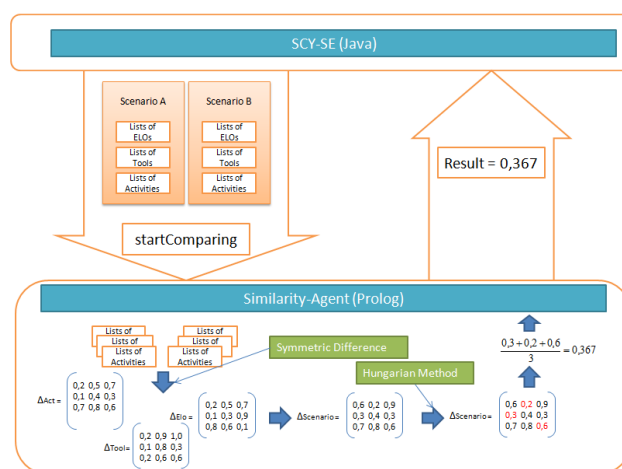 SCY-SE (Java)
Scenario A
Scenario B
Lists of
ELOs
Lists of
ELOs
Lists of
Tools
Lists of
Tools
Lists of
Activities
Lists of
Activities
startComparing
Result = 0,367
Similarity-Agent (Prolog)
Lists of
Lists of
Lists of
Activities
Lists of
Lists of
Lists of
Activities
Symmetric Difference
Hungarian Method
0,3 + 0,2 + 0,6
3
= 0,367
ΔAct =
0,2 0,5 0,7
0,1 0,4 0,3
0,7 0,8 0,6
ΔElo =
0,2 0,5 0,7
0,1 0,3 0,9
0,8 0,6 0,1
ΔTool=
0,2 0,9 1,0
0,1 0,8 0,3
0,2 0,6 0,6
ΔScenario =
0,6 0,2 0,9
0,3 0,4 0,3
0,7 0,8 0,6
ΔScenario =
0,6 0,2 0,9
0,3 0,4 0,3
0,7 0,8 0,6